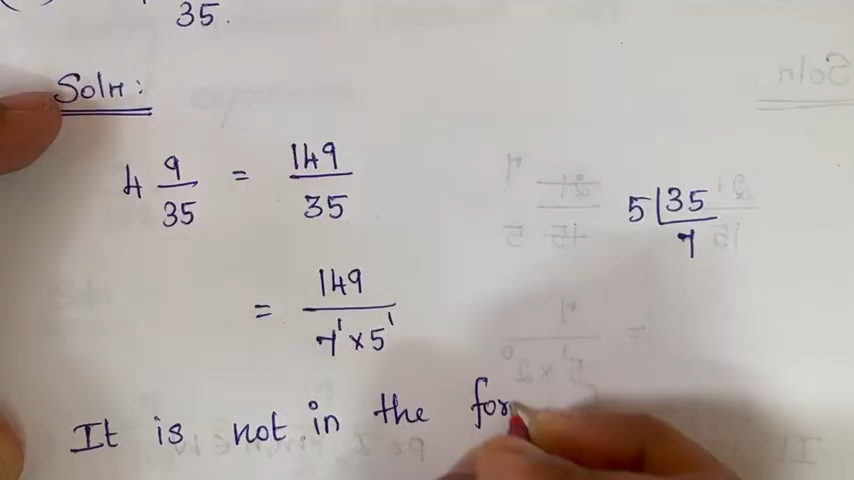 35.
Soln:
4 9/35 = 149/35
5 | 35
7
= 149/7¹ × 5¹
It is not in the for